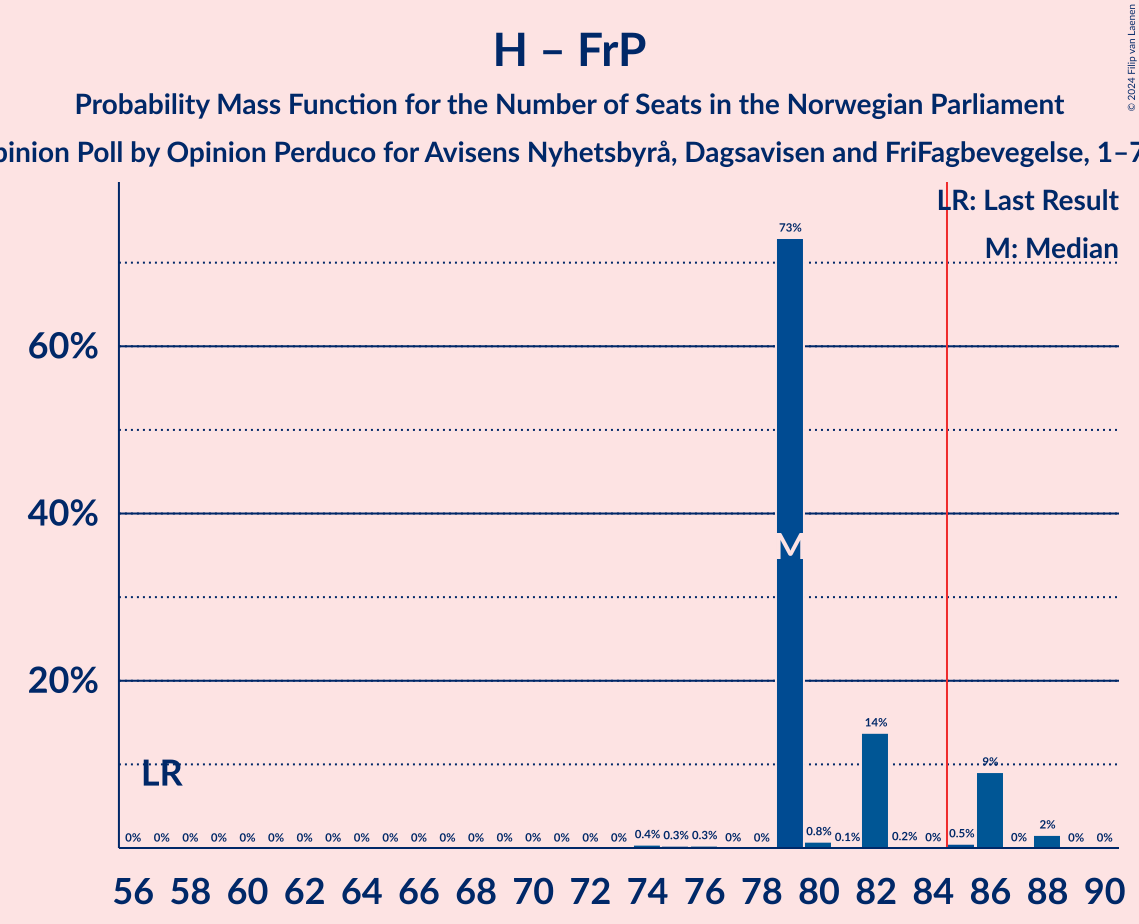 H – FrP
Probability Mass Function for the Number of Seats in the Norwegian Parliament
pinion Poll by Opinion Perduco for Avisens Nyhetsbyrå, Dagsavisen and FriFagbevegelse, 1–7
© 2024 Filip van Laenen
LR: Last Result
M: Median
60%
40%
20%
73%
M
LR
0% 0% 0% 0% 0% 0% 0% 0% 0% 0% 0% 0% 0% 0% 0% 0% 0% 0% 0.4% 0.3% 0.3% 0% 0% 0.8% 0.1% 14% 0.2% 0% 0.5% 9% 0% 2% 0% 0%
56 58 60 62 64 66 68 70 72 74 76 78 80 82 84 86 88 90